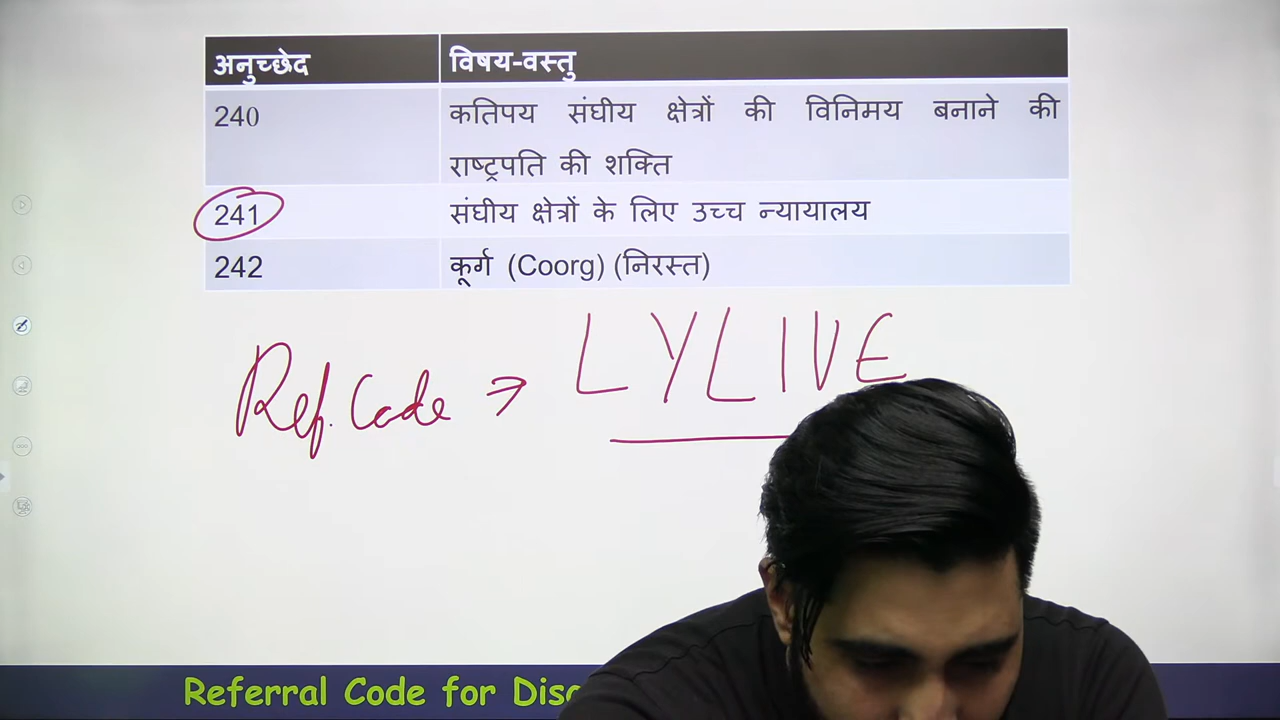 अनुच्छेद विषय-वस्तु
240 कतिपय संघीय क्षेत्रों की विनिमय बनाने की
राष्ट्रपति की शक्ति
241 संघीय क्षेत्रों के लिए उच्च न्यायालय
242 कूर्ग (Coorg) (निरस्त)
Ref. Code → LYLIVE
Referral Code for